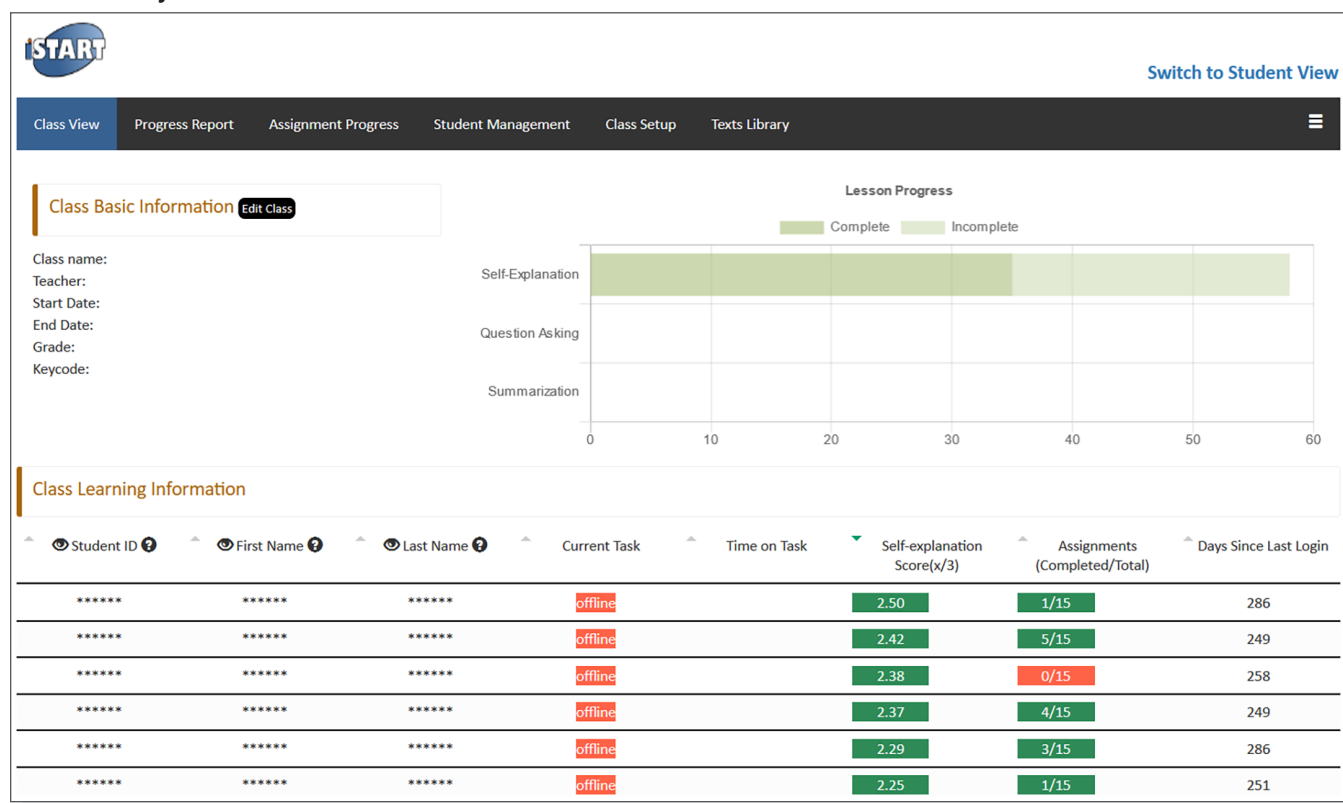 iSTART
Switch to Student View
Class View Progress Report Assignment Progress Student Management Class Setup Texts Library
Class Basic Information Edit Class
Class name:
Teacher:
Start Date:
End Date:
Grade:
Keycode:
Lesson Progress
Complete Incomplete
Self-Explanation
Question Asking
Summarization
0 10 20 30 40 50 60
Class Learning Information
Student ID ? First Name ? Last Name ? Current Task Time on Task Self-explanation Assignments Days Since Last Login
Score(x/3) (Completed/Total)
****** ****** ****** offline 2.50 1/15 286
****** ****** ****** offline 2.42 5/15 249
****** ****** ****** offline 2.38 0/15 258
****** ****** ****** offline 2.37 4/15 249
****** ****** ****** offline 2.29 3/15 286
****** ****** ****** offline 2.25 1/15 251